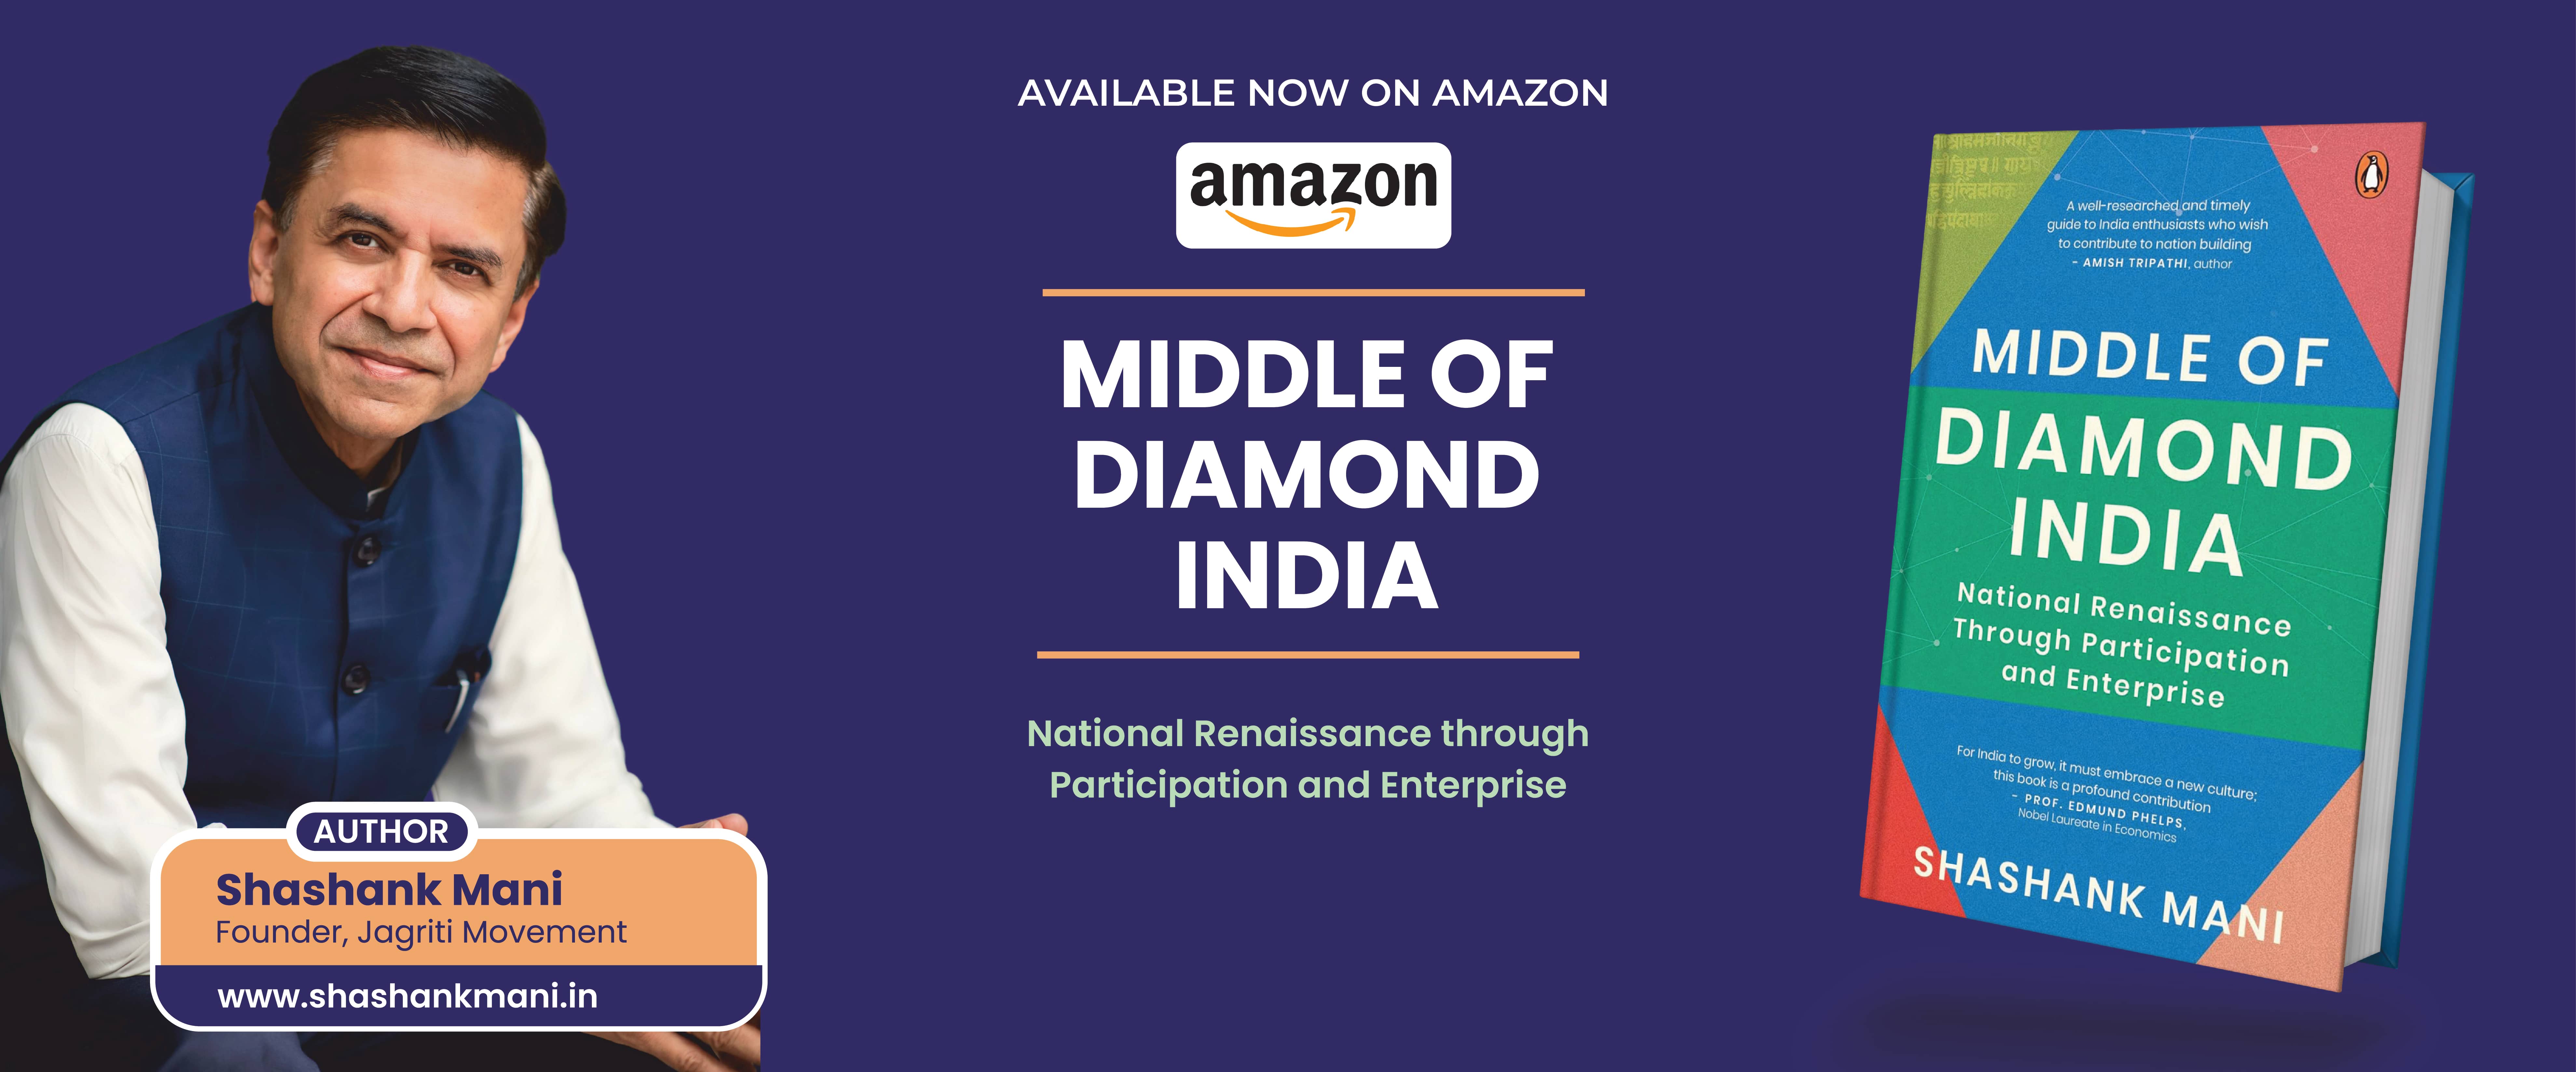 AVAILABLE NOW ON AMAZON
amazon
MIDDLE OF
DIAMOND
INDIA
National Renaissance through
Participation and Enterprise
AUTHOR
Shashank Mani
Founder, Jagriti Movement
www.shashankmani.in
A well-researched and timely
guide to India enthusiasts who wish
to contribute to nation building
- AMISH TRIPATHI, author
MIDDLE OF
DIAMOND
INDIA
National Renaissance
Through Participation
and Enterprise
For India to grow, it must embrace a new culture;
this book is a profound contribution
- PROF. EDMUND PHELPS,
Nobel Laureate in Economics
SHASHANK MANI